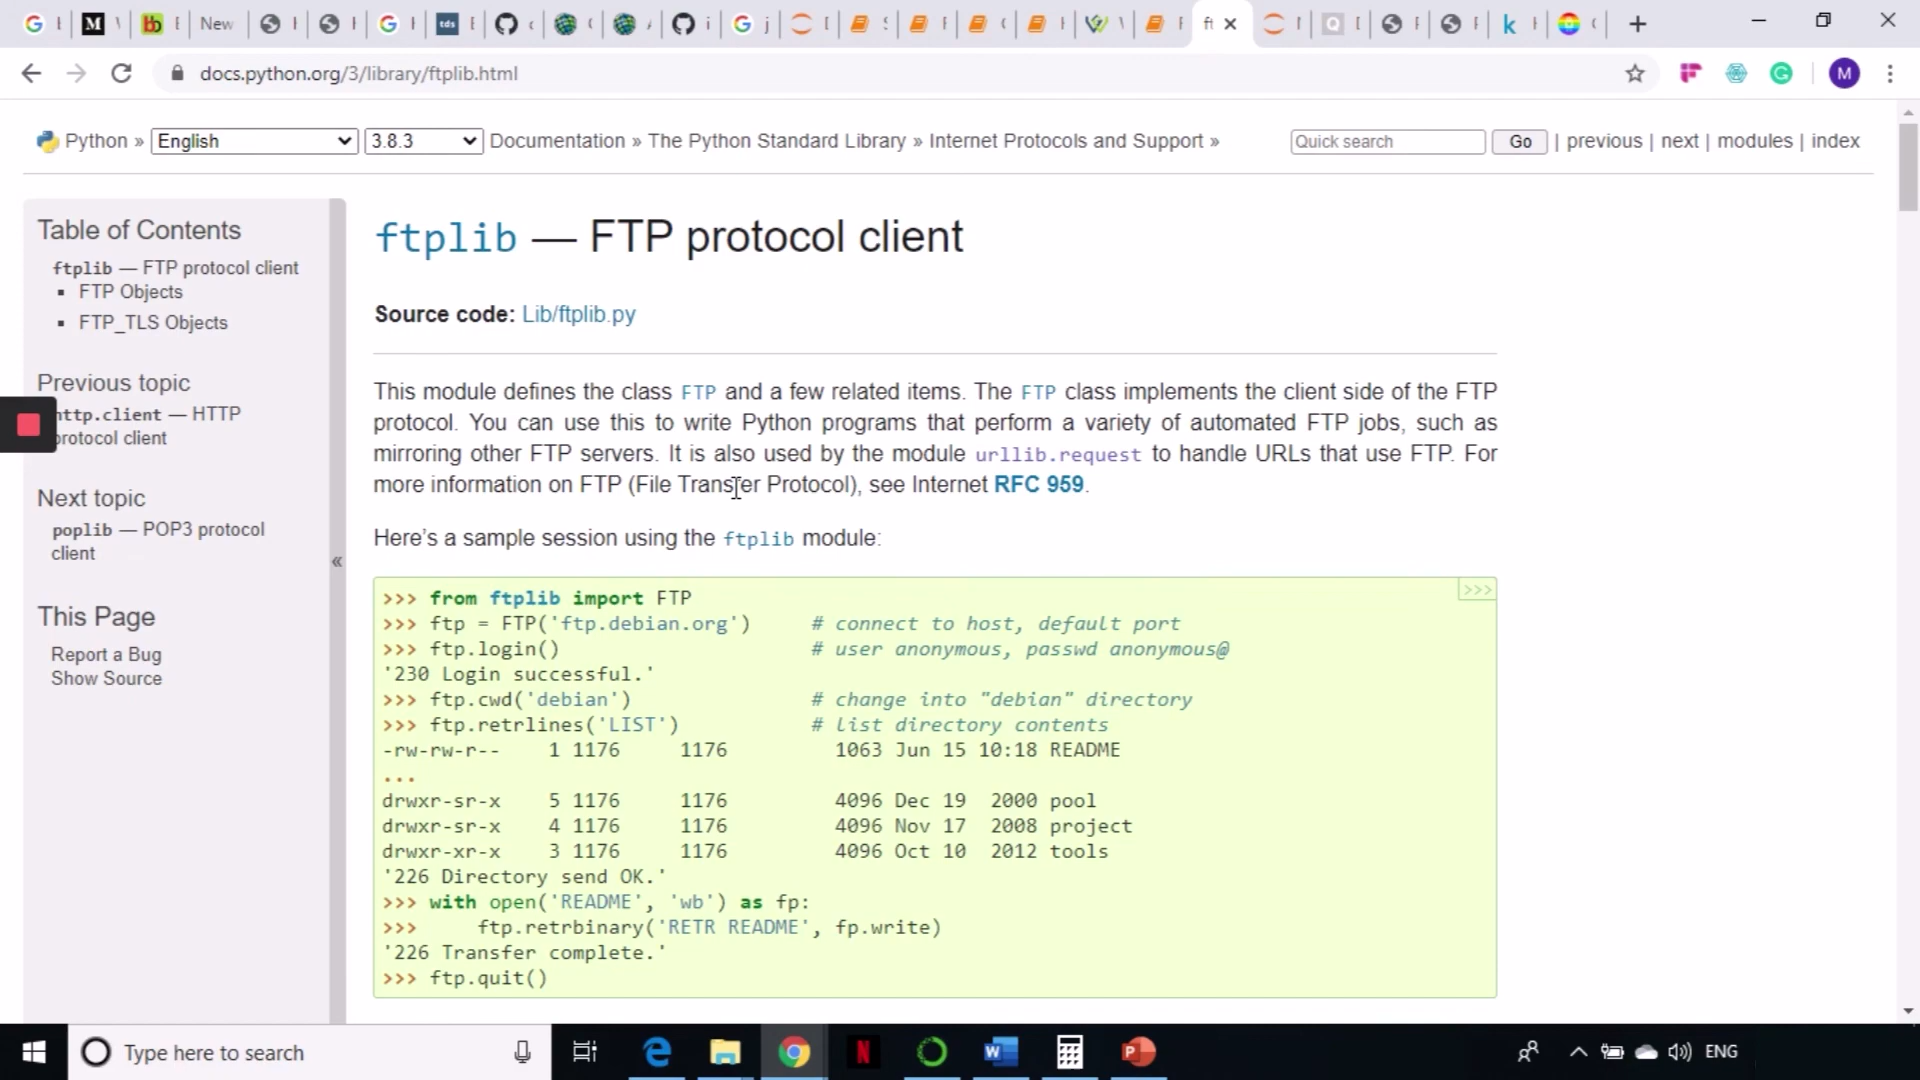 New
tds
docs.python.org/3/library/ftplib.html
M
Python » English 3.8.3 Documentation » The Python Standard Library » Internet Protocols and Support » Quick search Go | previous | next | modules | index
Table of Contents
ftplib — FTP protocol client
▪ FTP Objects
▪ FTP_TLS Objects
Previous topic
http.client — HTTP
protocol client
Next topic
poplib — POP3 protocol
client
This Page
Report a Bug
Show Source
«
ftplib — FTP protocol client
Source code: Lib/ftplib.py
This module defines the class FTP and a few related items. The FTP class implements the client side of the FTP
protocol. You can use this to write Python programs that perform a variety of automated FTP jobs, such as
mirroring other FTP servers. It is also used by the module urllib.request to handle URLs that use FTP. For
more information on FTP (File Transfer Protocol), see Internet RFC 959.
Here's a sample session using the ftplib module:
>>>
>>> from ftplib import FTP
>>> ftp = FTP('ftp.debian.org') # connect to host, default port
>>> ftp.login() # user anonymous, passwd anonymous@
'230 Login successful.'
>>> ftp.cwd('debian') # change into "debian" directory
>>> ftp.retrlines('LIST') # list directory contents
-rw-rw-r-- 1 1176 1176 1063 Jun 15 10:18 README
...
drwxr-sr-x 5 1176 1176 4096 Dec 19 2000 pool
drwxr-sr-x 4 1176 1176 4096 Nov 17 2008 project
drwxr-xr-x 3 1176 1176 4096 Oct 10 2012 tools
'226 Directory send OK.'
>>> with open('README', 'wb') as fp:
>>> ftp.retrbinary('RETR README', fp.write)
'226 Transfer complete.'
>>> ftp.quit()
Type here to search
ENG